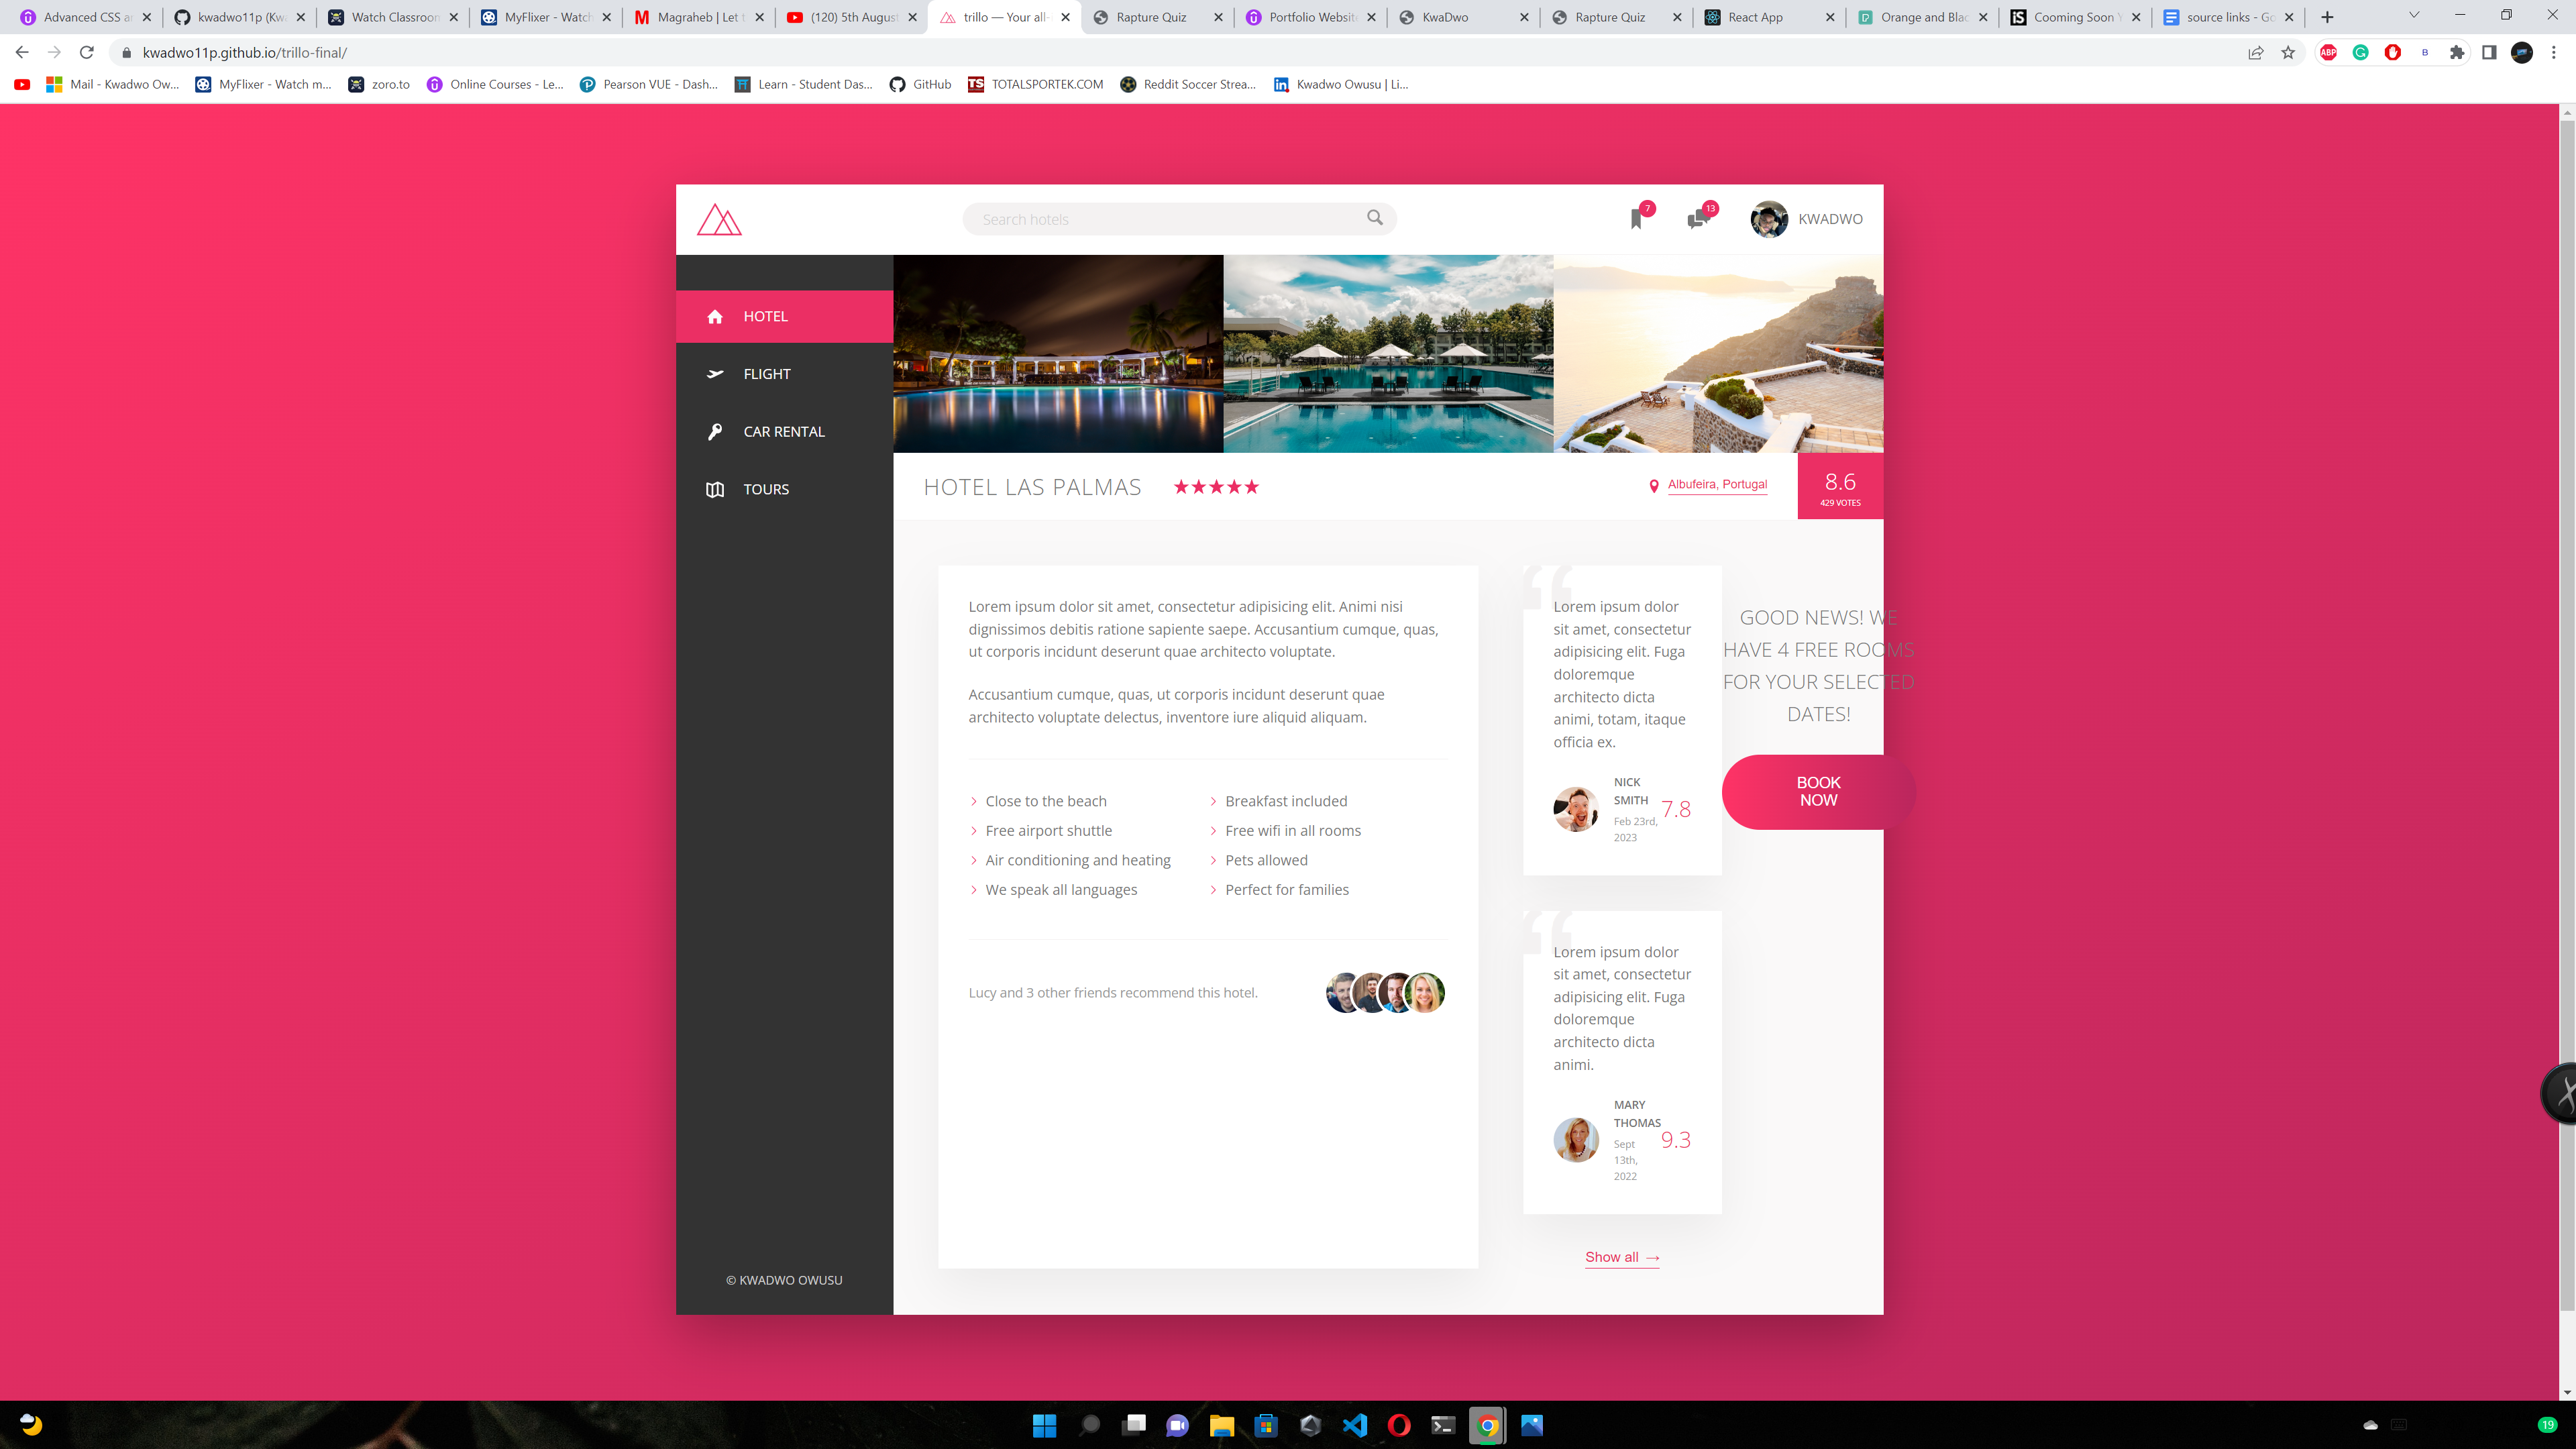 Advanced CSS a
kwadwo11p (Kw
Watch Classroom
MyFlixer - Watch
Magraheb | Let t
(120) 5th August
trillo — Your all-
Rapture Quiz
Portfolio Website
KwaDwo
Rapture Quiz
React App
Orange and Blac
Cooming Soon Y
source links - Go
kwadwo11p.github.io/trillo-final/
ABP
B
Mail - Kwadwo Ow...
MyFlixer - Watch m...
zoro.to
Online Courses - Le...
Pearson VUE - Dash...
Learn - Student Das...
GitHub
TS TOTALSPORTEK.COM
Reddit Soccer Strea...
Kwadwo Owusu | Li...
Search hotels
7
13
KWADWO
HOTEL
FLIGHT
CAR RENTAL
TOURS
HOTEL LAS PALMAS
Albufeira, Portugal
8.6
429 VOTES
Lorem ipsum dolor sit amet, consectetur adipisicing elit. Animi nisi
dignissimos debitis ratione sapiente saepe. Accusantium cumque, quas,
ut corporis incidunt deserunt quae architecto voluptate.
Accusantium cumque, quas, ut corporis incidunt deserunt quae
architecto voluptate delectus, inventore iure aliquid aliquam.
Close to the beach
Free airport shuttle
Air conditioning and heating
We speak all languages
Breakfast included
Free wifi in all rooms
Pets allowed
Perfect for families
Lucy and 3 other friends recommend this hotel.
“
Lorem ipsum dolor
sit amet, consectetur
adipisicing elit. Fuga
doloremque
architecto dicta
animi, totam, itaque
officia ex.
NICK
SMITH
Feb 23rd,
2023
7.8
“
Lorem ipsum dolor
sit amet, consectetur
adipisicing elit. Fuga
doloremque
architecto dicta
animi.
MARY
THOMAS
Sept
13th,
2022
9.3
Show all →
GOOD NEWS! WE
HAVE 4 FREE ROOMS
FOR YOUR SELECTED
DATES!
BOOK
NOW
© KWADWO OWUSU
19